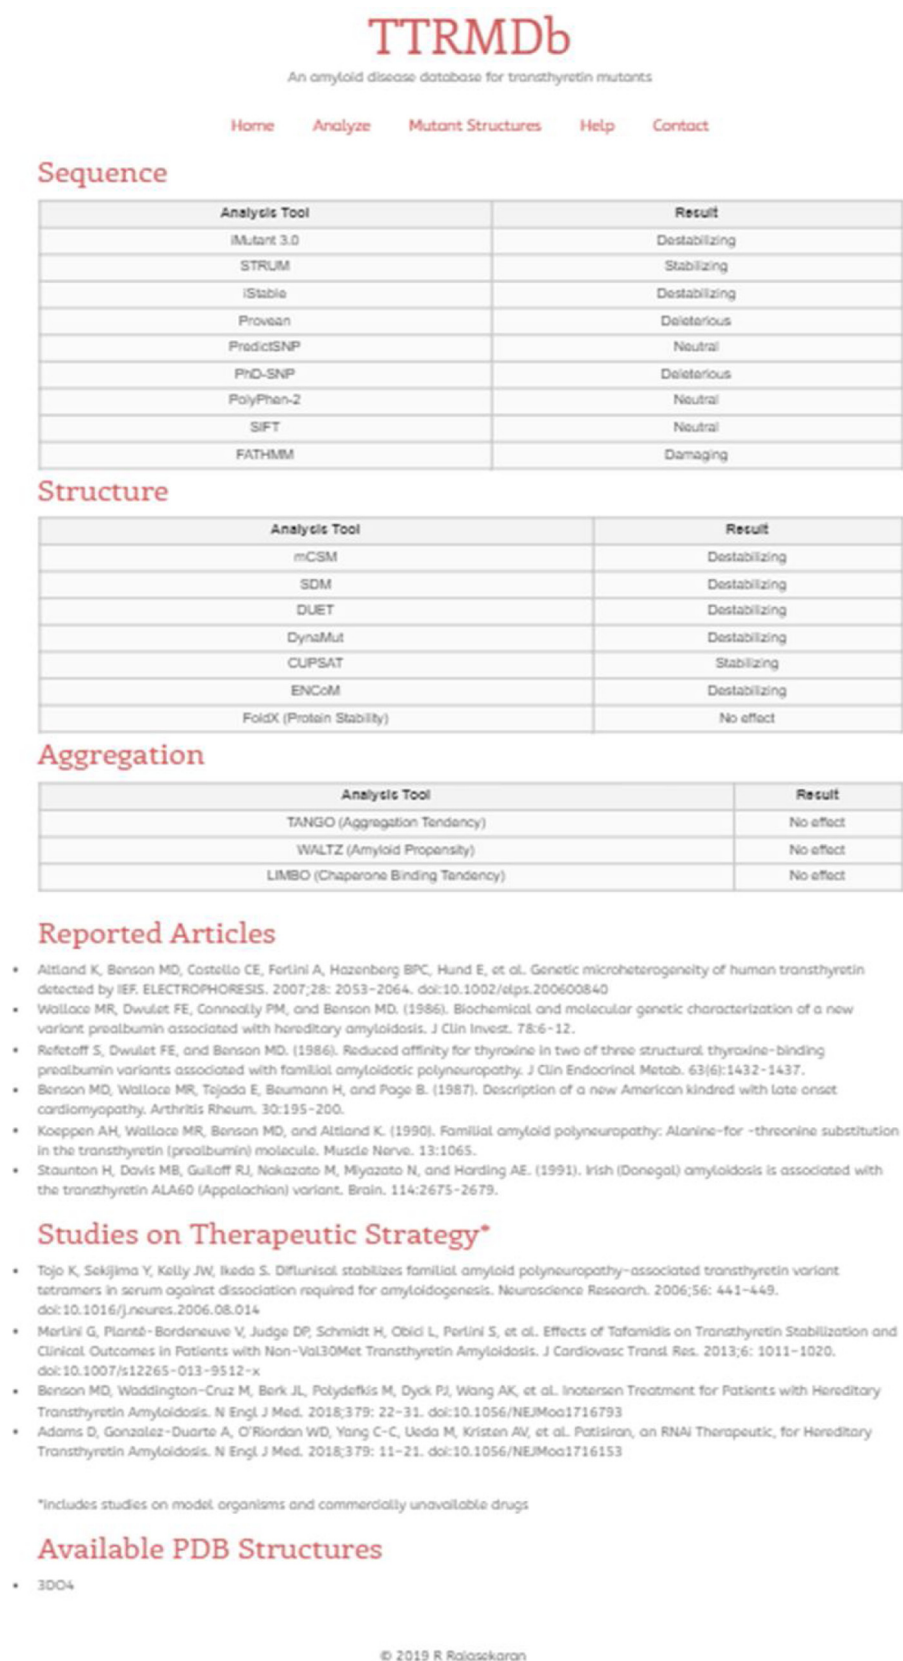 TTRMDb
An amyloid disease database for transthyretin mutants
Home Analyze Mutant Structures Help Contact
Sequence
Analysis Tool Result
iMutant 3.0 Destabilizing
STRUM Stabilizing
iStable Destabilizing
Provean Deleterious
PredictSNP Neutral
PhD-SNP Deleterious
PolyPhen-2 Neutral
SIFT Neutral
FATHMM Damaging
Structure
Analysis Tool Result
mCSM Destabilizing
SDM Destabilizing
DUET Destabilizing
DynaMut Destabilizing
CUPSAT Stabilizing
ENCoM Destabilizing
FoldX (Protein Stability) No effect
Aggregation
Analysis Tool Result
TANGO (Aggregation Tendency) No effect
WALTZ (Amyloid Propensity) No effect
LIMBO (Chaperone Binding Tendency) No effect
Reported Articles
• Altland K, Benson MD, Costello CE, Ferlini A, Hazenberg BPC, Hund E, et al. Genetic microheterogeneity of human transthyretin
detected by IEF. ELECTROPHORESIS. 2007;28: 2053-2064. doi:10.1002/elps.200600840
• Wallace MR, Dwulet FE, Conneally PM, and Benson MD. (1986). Biochemical and molecular genetic characterization of a new
variant prealbumin associated with hereditary amyloidosis. J Clin Invest. 78:6-12.
• Refetoff S, Dwulet FE, and Benson MD. (1986). Reduced affinity for thyroxine in two of three structural thyroxine-binding
prealbumin variants associated with familial amyloidotic polyneuropathy. J Clin Endocrinol Metab. 63(6):1432-1437.
• Benson MD, Wallace MR, Tejada E, Beumann H, and Page B. (1987). Description of a new American kindred with late onset
cardiomyopathy. Arthritis Rheum. 30:195-200.
• Koeppen AH, Wallace MR, Benson MD, and Altland K. (1990). Familial amyloid polyneuropathy: Alanine-for -threonine substitution
in the transthyretin (prealbumin) molecule. Muscle Nerve. 13:1065.
• Staunton H, Davis MB, Guiloff RJ, Nakazato M, Miyazato N, and Harding AE. (1991). Irish (Donegal) amyloidosis is associated with
the transthyretin ALA60 (Appalachian) variant. Brain. 114:2675-2679.
Studies on Therapeutic Strategy*
• Tojo K, Sekijima Y, Kelly JW, Ikeda S. Diflunisal stabilizes familial amyloid polyneuropathy-associated transthyretin variant
tetramers in serum against dissociation required for amyloidogenesis. Neuroscience Research. 2006;56: 441-449.
doi:10.1016/j.neures.2006.08.014
• Merlini G, Planté-Bordeneuve V, Judge DP, Schmidt H, Obici L, Perlini S, et al. Effects of Tafamidis on Transthyretin Stabilization and
Clinical Outcomes in Patients with Non-Val30Met Transthyretin Amyloidosis. J Cardiovasc Transl Res. 2013;6: 1011-1020.
doi:10.1007/s12265-013-9512-x
• Benson MD, Waddington-Cruz M, Berk JL, Polydefkis M, Dyck PJ, Wang AK, et al. Inotersen Treatment for Patients with Hereditary
Transthyretin Amyloidosis. N Engl J Med. 2018;379: 22-31. doi:10.1056/NEJMoa1716793
• Adams D, Gonzalez-Duarte A, O'Riordan WD, Yang C-C, Ueda M, Kristen AV, et al. Patisiran, an RNAi Therapeutic, for Hereditary
Transthyretin Amyloidosis. N Engl J Med. 2018;379: 11-21. doi:10.1056/NEJMoa1716153
*includes studies on model organisms and commercially unavailable drugs
Available PDB Structures
• 3DO4
© 2019 R Rajasekaran